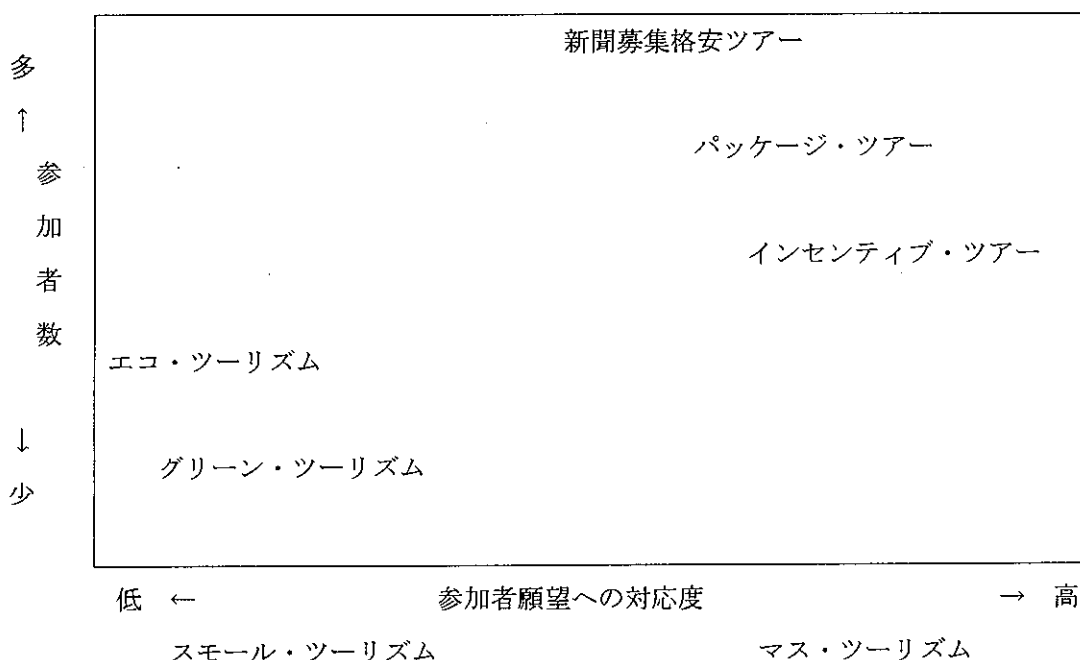 新聞募集格安ツアー
多
↑
参
加
者
数
↓
少
パッケージ・ツアー
インセンティブ・ツアー
エコ・ツーリズム
グリーン・ツーリズム
低 ← 参加者願望への対応度 → 高
スモール・ツーリズム マス・ツーリズム